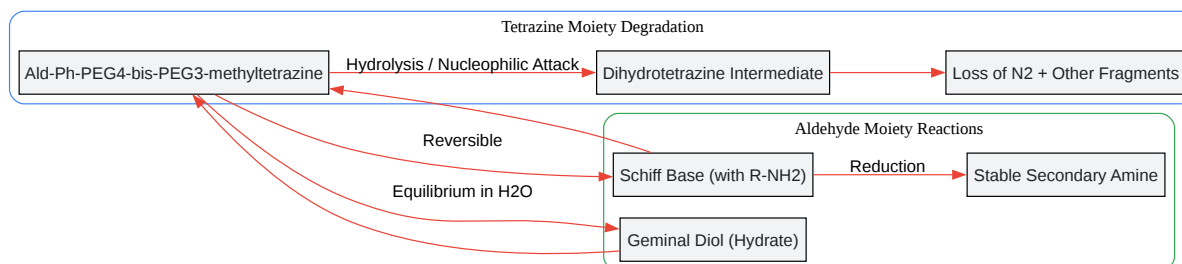 Tetrazine Moiety Degradation
Ald-Ph-PEG4-bis-PEG3-methyltetrazine
Hydrolysis / Nucleophilic Attack
Dihydrotetrazine Intermediate
Loss of N2 + Other Fragments
Aldehyde Moiety Reactions
Reversible
Schiff Base (with R-NH2)
Reduction
Stable Secondary Amine
Equilibrium in H2O
Geminal Diol (Hydrate)